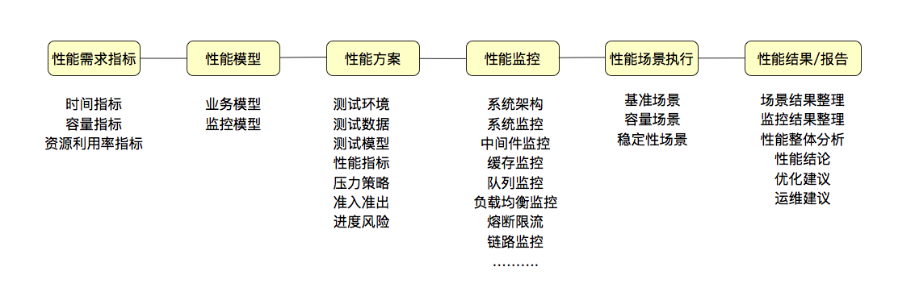 性能需求指标
性能模型
性能方案
性能监控
性能场景执行
性能结果/报告
时间指标
容量指标
资源利用率指标
业务模型
监控模型
测试环境
测试数据
测试模型
性能指标
压力策略
准入准出
进度风险
系统架构
系统监控
中间件监控
缓存监控
队列监控
负载均衡监控
熔断限流
链路监控
..........
基准场景
容量场景
稳定性场景
场景结果整理
监控结果整理
性能整体分析
性能结论
优化建议
运维建议